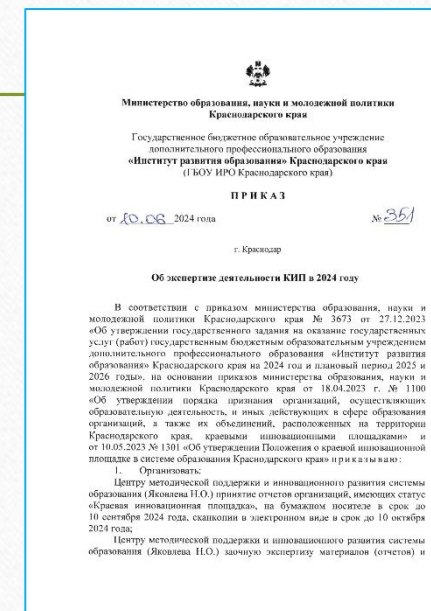 Министерство образования, науки и молодежной политики
Краснодарского края
Государственное бюджетное образовательное учреждение
дополнительного профессионального образования
«Институт развития образования» Краснодарского края
(ГБОУ ИРО Краснодарского края)
П Р И К А З
от 10.06 2024 года № 351
г. Краснодар
Об экспертизе деятельности КИП в 2024 году
В соответствии с приказом министерства образования, науки и
молодежной политики Краснодарского края № 3673 от 27.12.2023
«Об утверждении государственного задания на оказание государственных
услуг (работ) государственным бюджетным образовательным учреждением
дополнительного профессионального образования «Институт развития
образования» Краснодарского края на 2024 год и плановый период 2025 и
2026 годы», на основании приказов министерства образования, науки и
молодежной политики Краснодарского края от 18.04.2023 г. № 1100
«Об утверждении порядка признания организаций, осуществляющих
образовательную деятельность, и иных действующих в сфере образования
организаций, а также их объединений, расположенных на территории
Краснодарского края, краевыми инновационными площадками» и
от 10.05.2023 № 1301 «Об утверждении Положения о краевой инновационной
площадке в системе образования Краснодарского края» п р и к а з ы в а ю :
1. Организовать:
Центру методической поддержки и инновационного развития системы
образования (Яковлева Н.О.) принятие отчетов организаций, имеющих статус
«Краевая инновационная площадка», на бумажном носителе в срок до
10 сентября 2024 года, сканкопии в электронном виде в срок до 10 октября
2024 года;
Центру методической поддержки и инновационного развития системы
образования (Яковлева Н.О.) заочную экспертизу материалов (отчетов) и